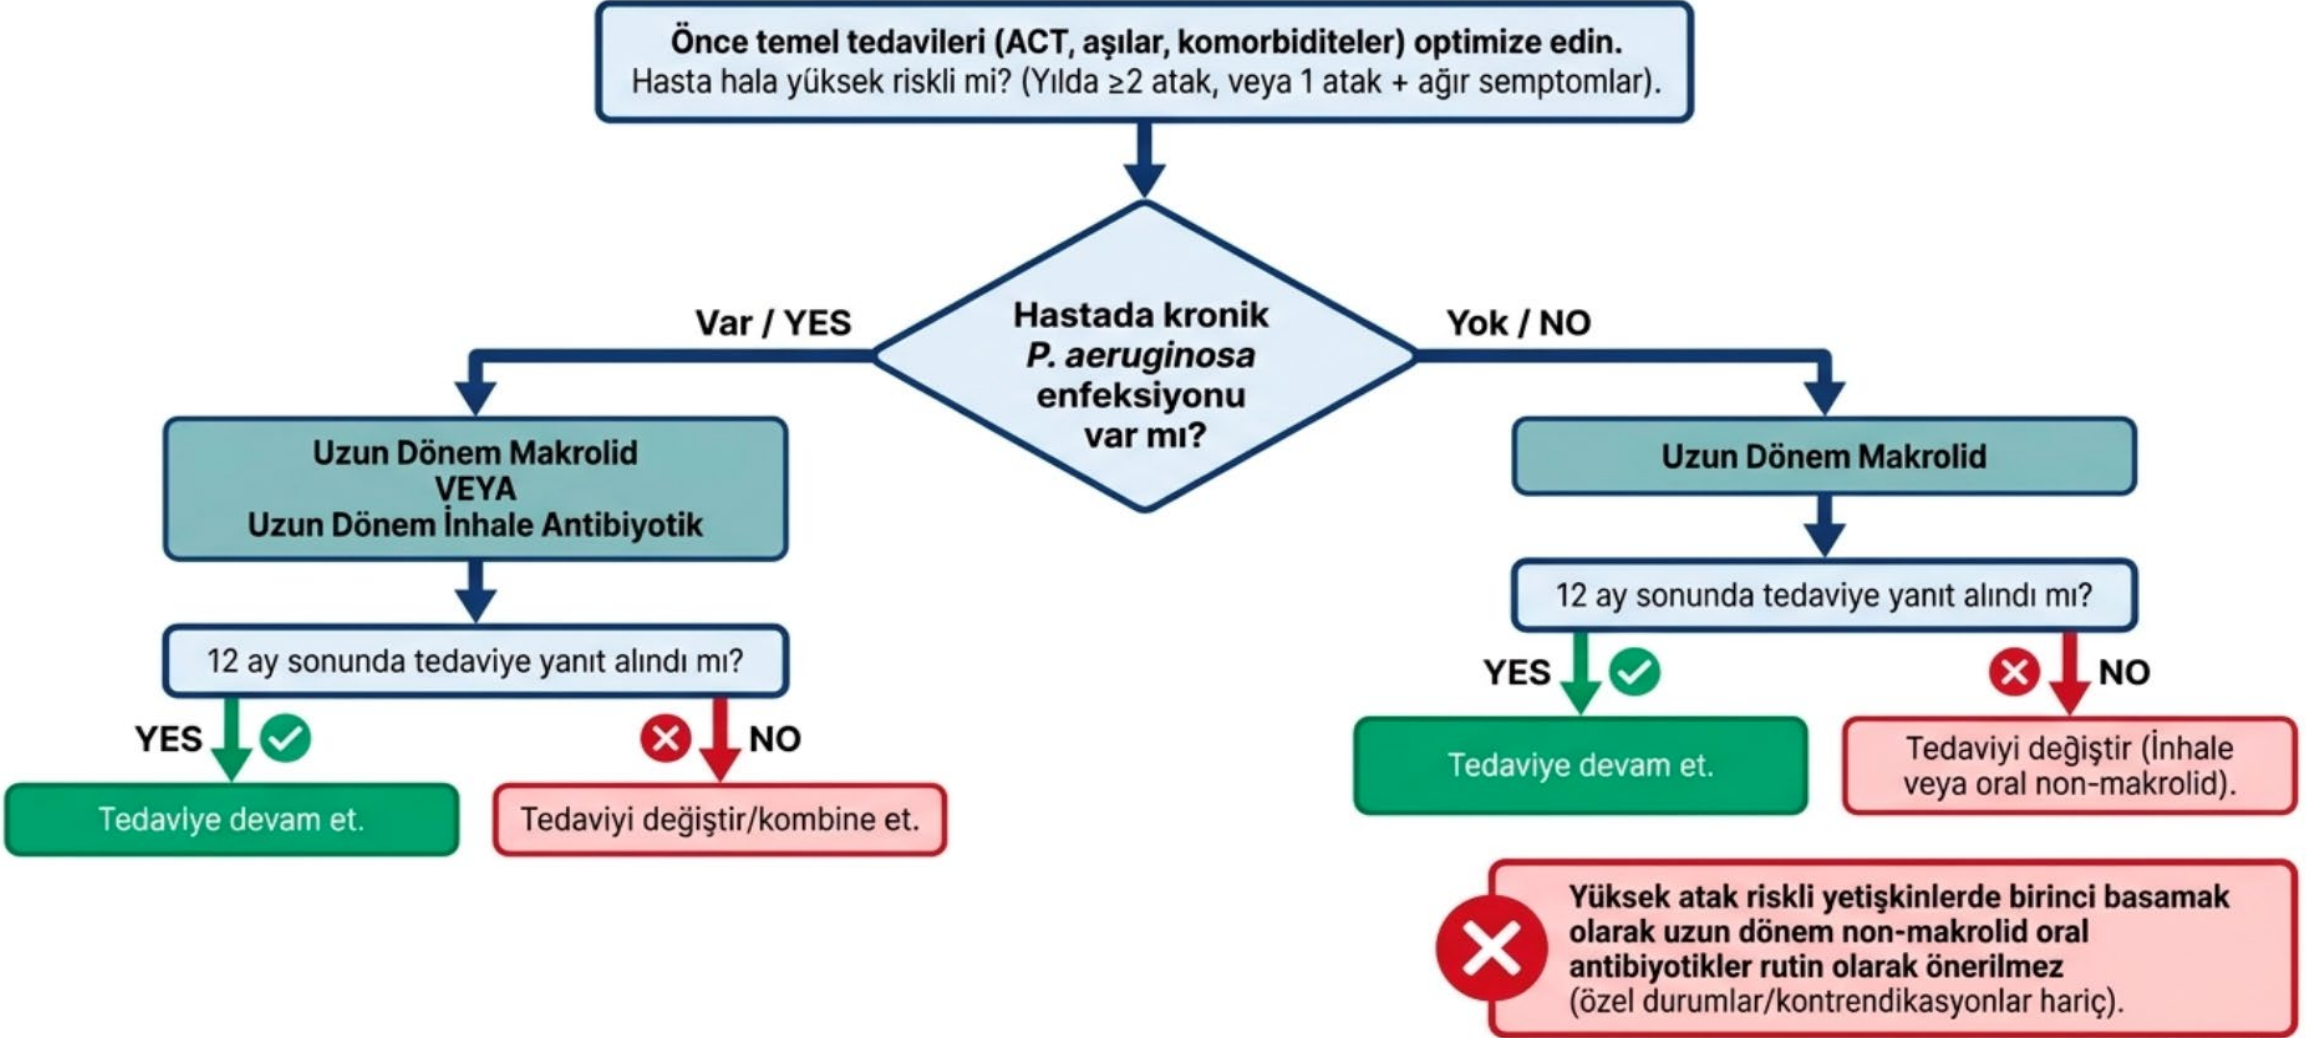 Önce temel tedavileri (ACT, aşılar, komorbiditeler) optimize edin.
Hasta hala yüksek riskli mi? (Yılda ≥2 atak, veya 1 atak + ağır semptomlar).
Hastada kronik
P. aeruginosa
enfeksiyonu
var mı?
Var / YES
Uzun Dönem Makrolid
VEYA
Uzun Dönem İnhale Antibiyotik
12 ay sonunda tedaviye yanıt alındı mı?
YES
NO
Tedavlye devam et.
Tedaviyi değiştir/kombine et.
Yok / NO
Uzun Dönem Makrolid
12 ay sonunda tedaviye yanıt alındı mı?
YES
NO
Tedaviye devam et.
Tedaviyi değiştir (İnhale
veya oral non-makrolid).
Yüksek atak riskli yetişkinlerde birinci basamak
olarak uzun dönem non-makrolid oral
antibiyotikler rutin olarak önerilmez
(özel durumlar/kontrendikasyonlar hariç).